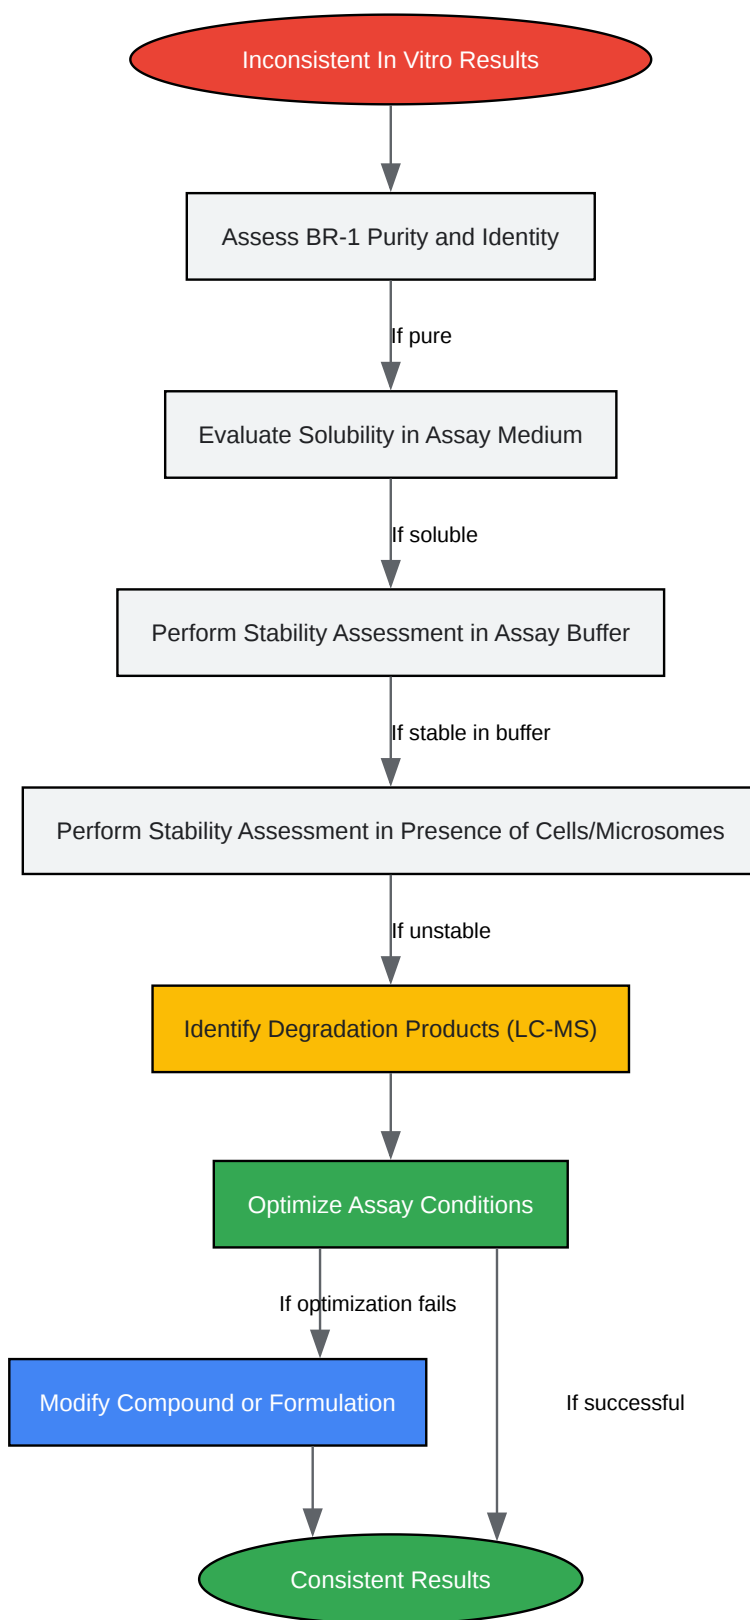 Inconsistent In Vitro Results
Assess BR-1 Purity and Identity
If pure
Evaluate Solubility in Assay Medium
If soluble
Perform Stability Assessment in Assay Buffer
If stable in buffer
Perform Stability Assessment in Presence of Cells/Microsomes
If unstable
Identify Degradation Products (LC-MS)
Optimize Assay Conditions
If optimization fails
Modify Compound or Formulation
If successful
Consistent Results